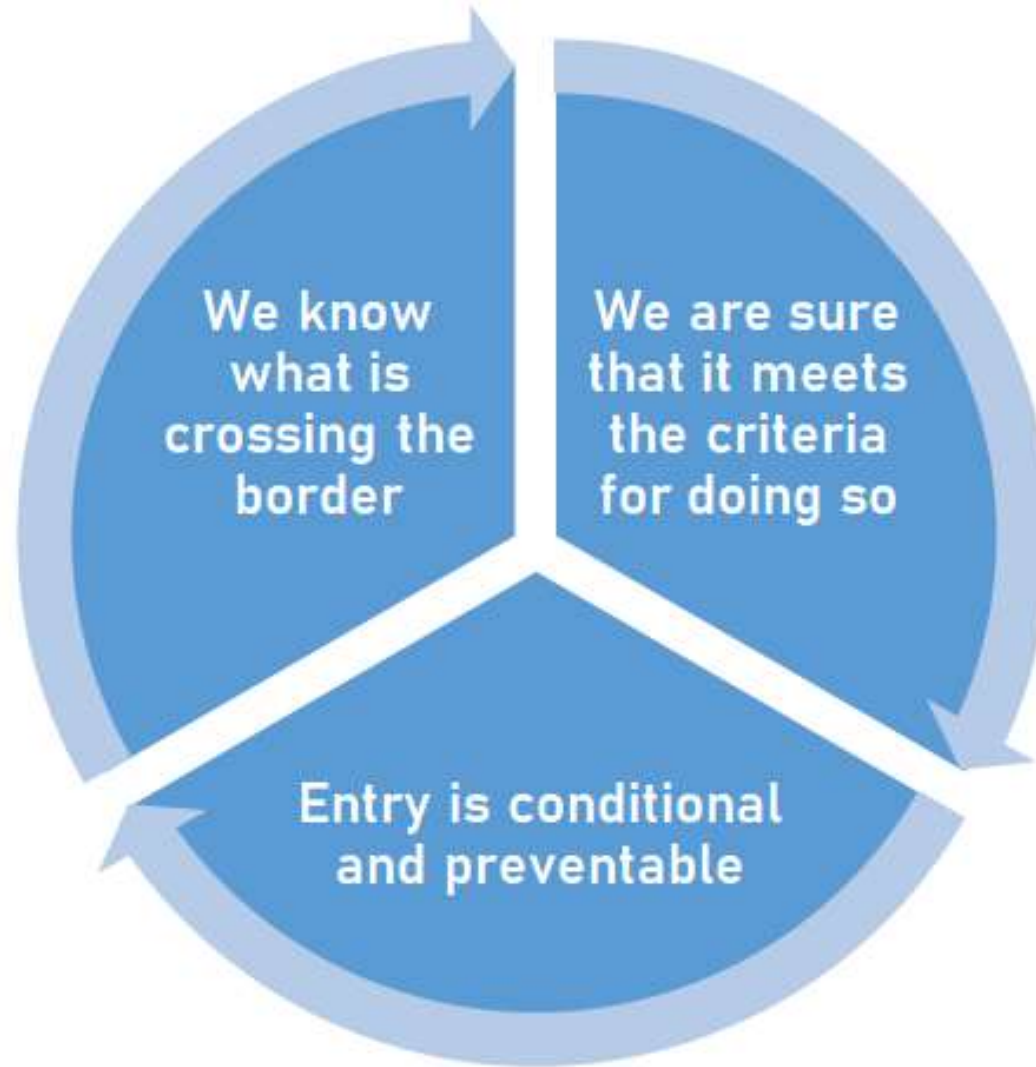 We know
what is
crossing the
border
We are sure
that it meets
the criteria
for doing so
Entry is conditional
and preventable